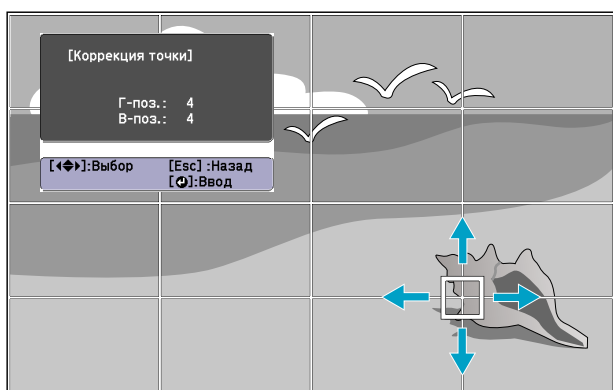 [Коррекция точки]
Г-поз.: 4
В-поз.: 4
[◀◆▶]:Выбор [Esc] :Назад
[⏎]:Ввод